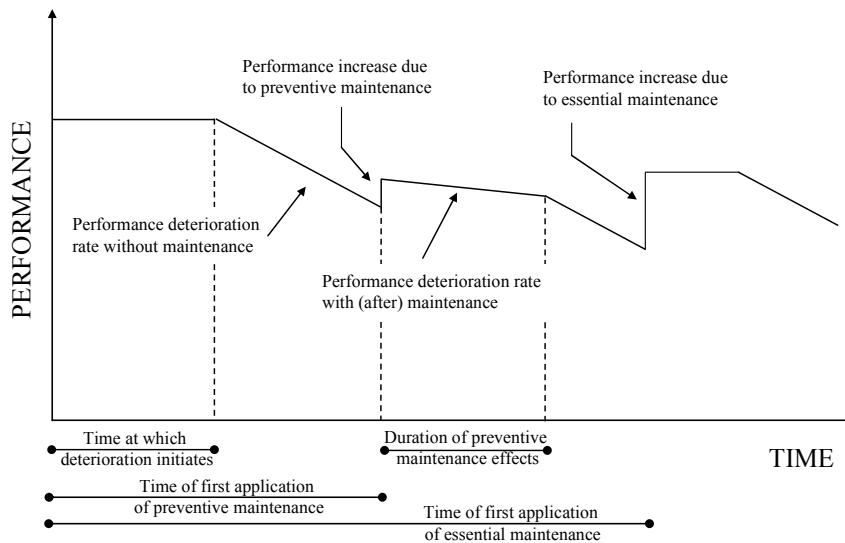 Performance increase due
to preventive maintenance
Performance increase due
to essential maintenance
PERFORMANCE
Performance deterioration
rate without maintenance
Performance deterioration rate
with (after) maintenance
Time at which
deterioration initiates
Duration of preventive
maintenance effects
TIME
Time of first application
of preventive maintenance
Time of first application
of essential maintenance